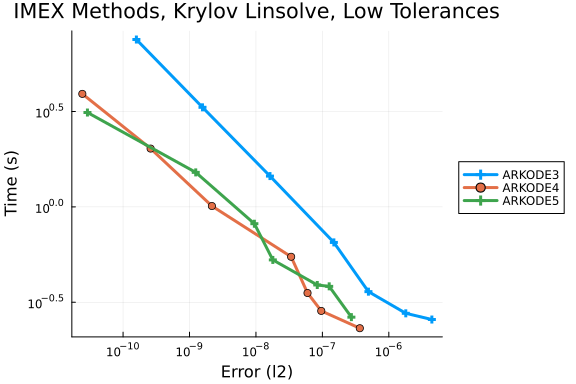 IMEX Methods, Krylov Linsolve, Low Tolerances
Time (s)
10^0.5
10^0.0
10^-0.5
10^-10
10^-9
10^-8
10^-7
10^-6
Error (l2)
ARKODE3
ARKODE4
ARKODE5